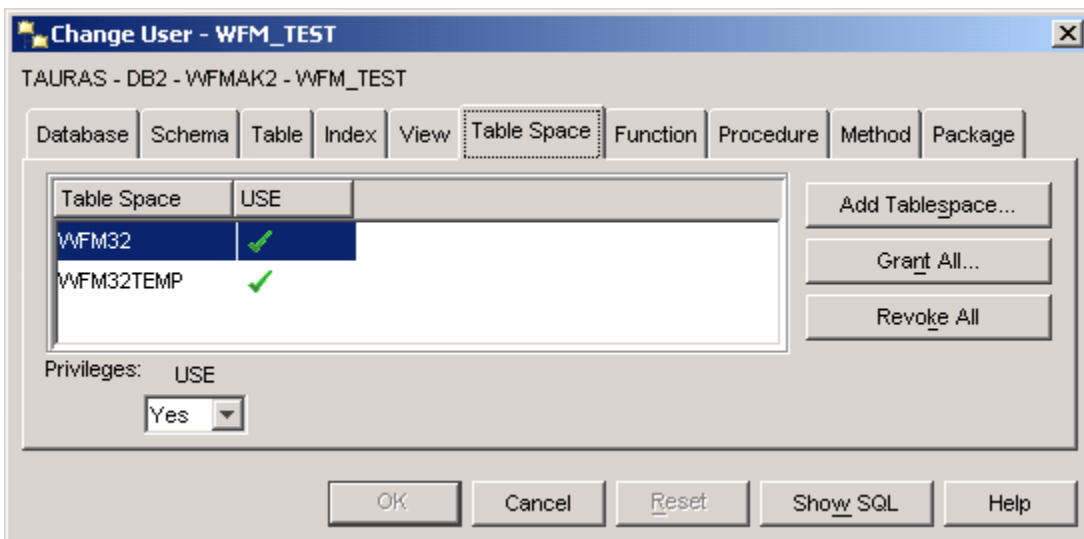 Change User - WFM_TEST
TAURAS - DB2 - WFMAK2 - WFM_TEST
Database Schema Table Index View Table Space Function Procedure Method Package
Table Space USE
WFM32
WFM32TEMP
Add Tablespace...
Grant All...
Revoke All
Privileges: USE
Yes
OK Cancel Reset Show SQL Help